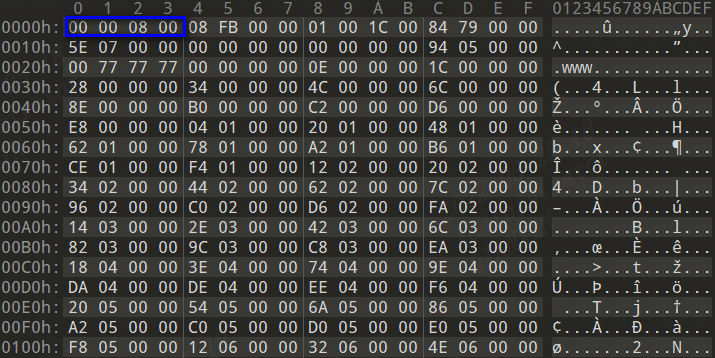 0 1 2 3 4 5 6 7 8 9 A B C D E F 0123456789ABCDEF
0000h: 00 00 08 00 08 FB 00 00 01 00 1C 00 84 79 00 00 .....û......„y..
0010h: 5E 07 00 00 00 00 00 00 00 00 00 00 94 05 00 00 ^...........”...
0020h: 00 77 77 77 00 00 00 00 0E 00 00 00 1C 00 00 00 .www............
0030h: 28 00 00 00 34 00 00 00 4C 00 00 00 6C 00 00 00 (...4...L...l...
0040h: 8E 00 00 00 B0 00 00 00 C2 00 00 00 D6 00 00 00 Ž...°...Â...Ö...
0050h: E8 00 00 00 04 01 00 00 20 01 00 00 48 01 00 00 è....... ...H...
0060h: 62 01 00 00 78 01 00 00 A2 01 00 00 B6 01 00 00 b...x...¢...¶...
0070h: CE 01 00 00 F4 01 00 00 12 02 00 00 20 02 00 00 Î...ô....... ...
0080h: 34 02 00 00 44 02 00 00 62 02 00 00 7C 02 00 00 4...D...b...|...
0090h: 96 02 00 00 C0 02 00 00 D6 02 00 00 FA 02 00 00 –...À...Ö...ú...
00A0h: 14 03 00 00 2E 03 00 00 42 03 00 00 6C 03 00 00 ........B...l...
00B0h: 82 03 00 00 9C 03 00 00 C8 03 00 00 EA 03 00 00 ‚...œ...È...ê...
00C0h: 18 04 00 00 3E 04 00 00 74 04 00 00 9E 04 00 00 ....>...t...ž...
00D0h: DA 04 00 00 DE 04 00 00 EE 04 00 00 F6 04 00 00 Ú...Þ...î...ö...
00E0h: 20 05 00 00 54 05 00 00 6A 05 00 00 86 05 00 00 ...T...j...†...
00F0h: A2 05 00 00 C0 05 00 00 D0 05 00 00 E0 05 00 00 ¢...À...Ð...à...
0100h: F8 05 00 00 12 06 00 00 32 06 00 00 4E 06 00 00 ø.......2...N...